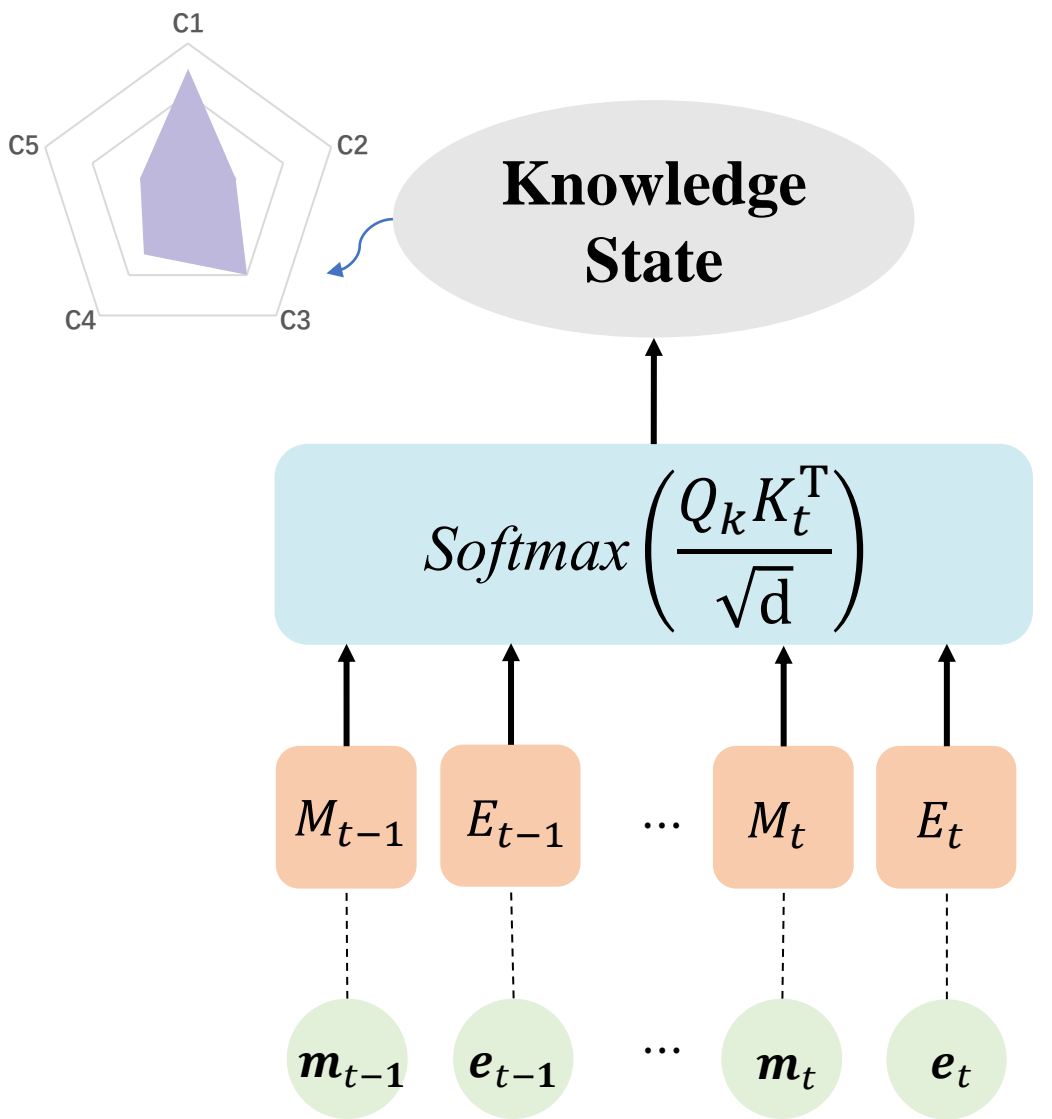 C1
C5
C2
C4
C3
Knowledge
State
Softmax(Q_k K_t^T / √d)
M_{t−1} E_{t−1} ... M_t E_t
m_{t−1} e_{t−1} ... m_t e_t